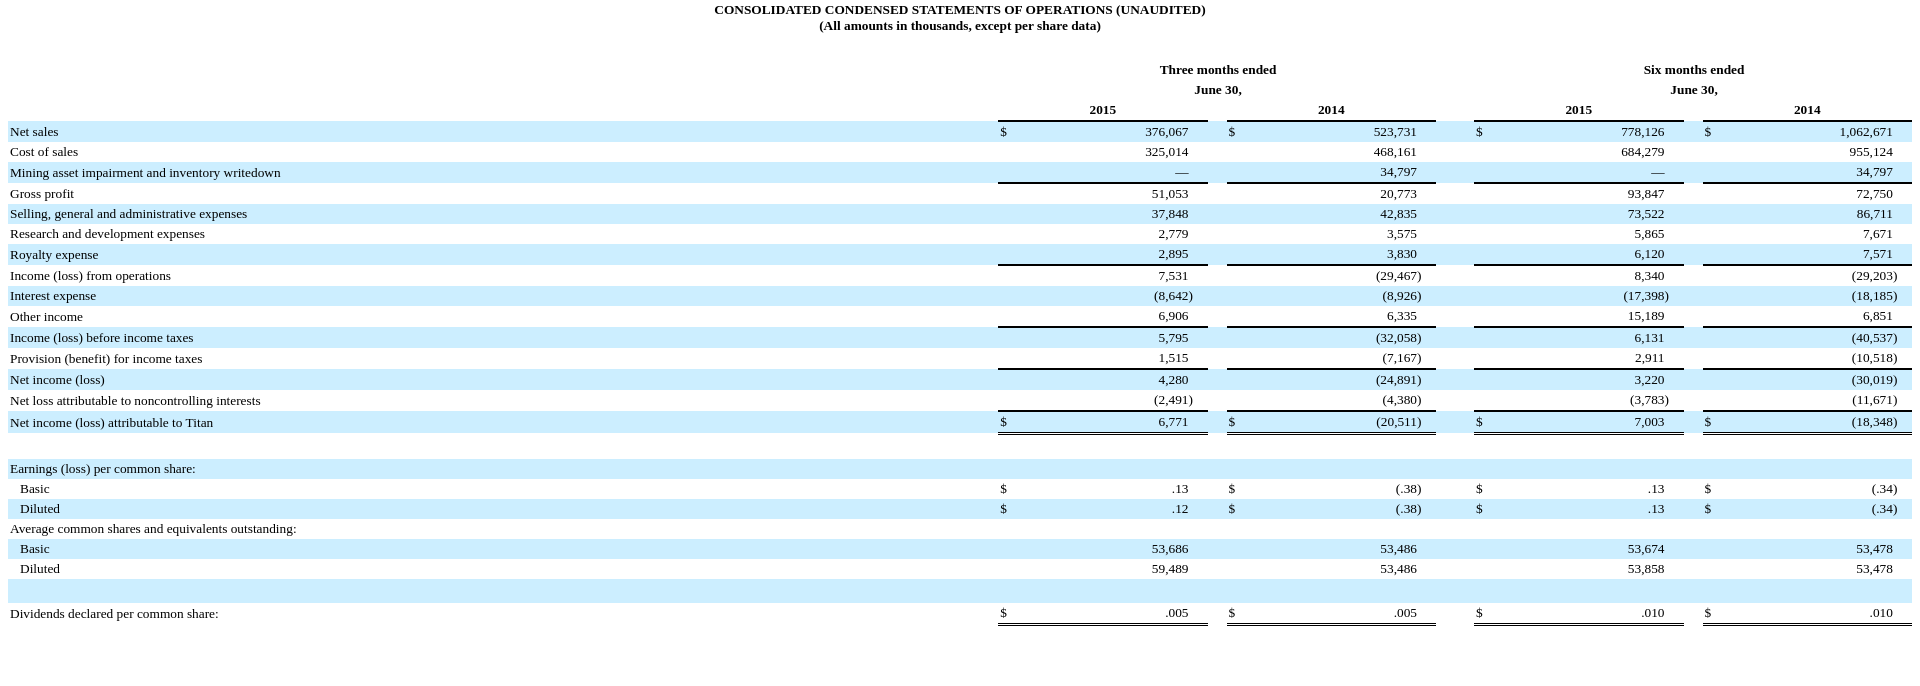 CONSOLIDATED CONDENSED STATEMENTS OF OPERATIONS (UNAUDITED)
(All amounts in thousands, except per share data)
Three months ended Six months ended
June 30, June 30,
2015 2014 2015 2014
Net sales $ 376,067 $ 523,731 $ 778,126 $ 1,062,671
Cost of sales 325,014 468,161 684,279 955,124
Mining asset impairment and inventory writedown — 34,797 — 34,797
Gross profit 51,053 20,773 93,847 72,750
Selling, general and administrative expenses 37,848 42,835 73,522 86,711
Research and development expenses 2,779 3,575 5,865 7,671
Royalty expense 2,895 3,830 6,120 7,571
Income (loss) from operations 7,531 (29,467) 8,340 (29,203)
Interest expense (8,642) (8,926) (17,398) (18,185)
Other income 6,906 6,335 15,189 6,851
Income (loss) before income taxes 5,795 (32,058) 6,131 (40,537)
Provision (benefit) for income taxes 1,515 (7,167) 2,911 (10,518)
Net income (loss) 4,280 (24,891) 3,220 (30,019)
Net loss attributable to noncontrolling interests (2,491) (4,380) (3,783) (11,671)
Net income (loss) attributable to Titan $ 6,771 $ (20,511) $ 7,003 $ (18,348)
Earnings (loss) per common share:
Basic $ .13 $ (.38) $ .13 $ (.34)
Diluted $ .12 $ (.38) $ .13 $ (.34)
Average common shares and equivalents outstanding:
Basic 53,686 53,486 53,674 53,478
Diluted 59,489 53,486 53,858 53,478
Dividends declared per common share: $ .005 $ .005 $ .010 $ .010